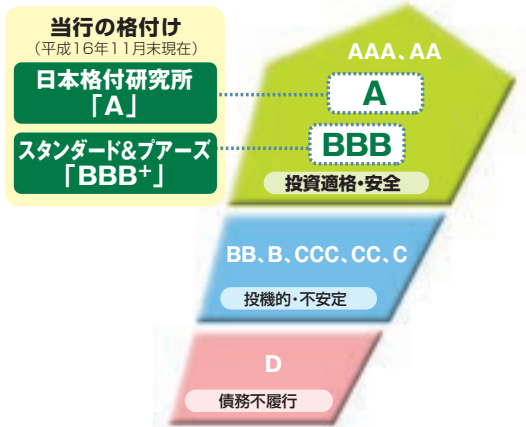 当行の格付け
（平成16年11月末現在）
日本格付研究所
「A」
スタンダード&プアーズ
「BBB+」
AAA、AA
A
BBB
投資適格・安全
BB、B、CCC、CC、C
投機的・不安定
D
債務不履行